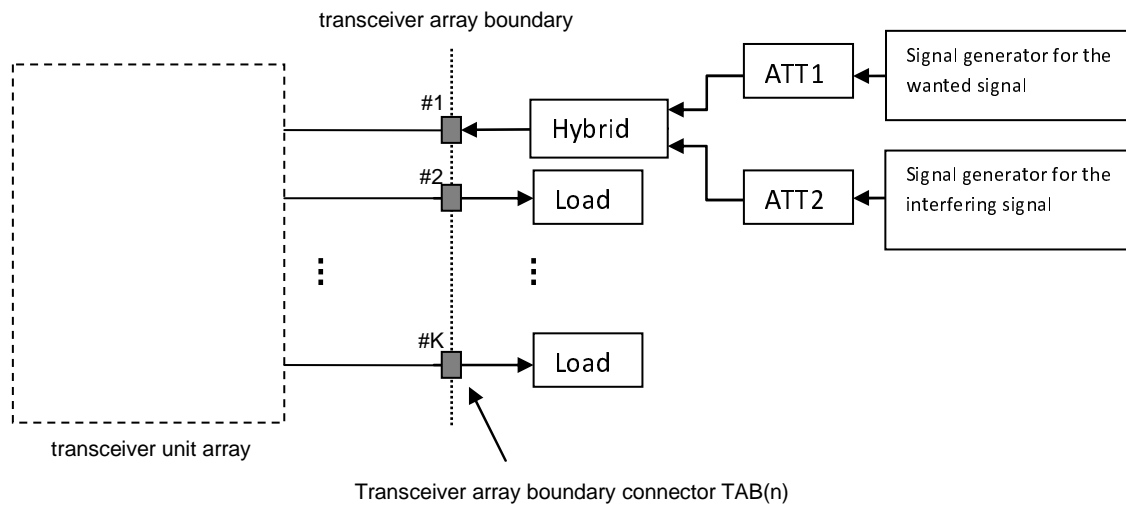 transceiver array boundary
Signal generator for the
wanted signal
ATT1
#1
Hybrid
#2
Load
ATT2
Signal generator for the
interfering signal
#K
Load
transceiver unit array
Transceiver array boundary connector TAB(n)